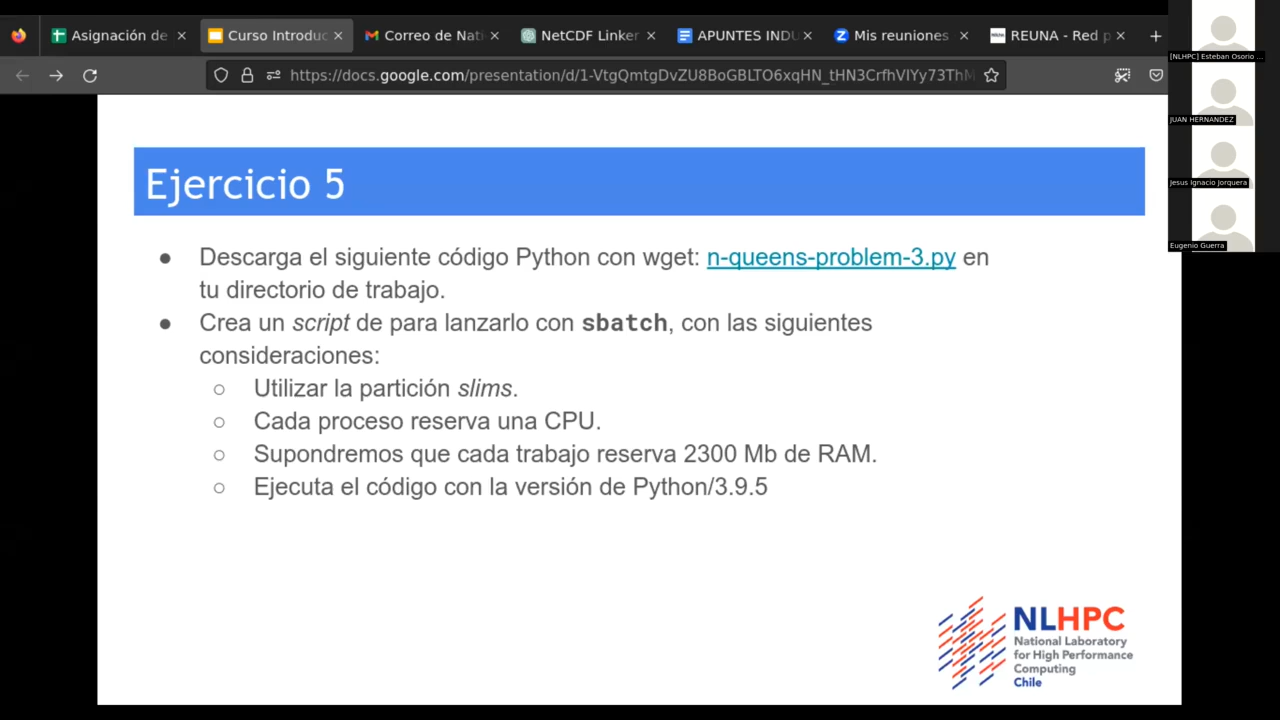 Asignación de
Curso Introduc
Correo de Nati
NetCDF Linker
APUNTES INDU
Mis reuniones
REUNA - Red p
https://docs.google.com/presentation/d/1-VtgQmtgDvZU8BoGBLTO6xqHN_tHN3CrfhVIYy73ThM
[NLHPC] Esteban Osorio ...
JUAN HERNANDEZ
Jesus Ignacio Jorquera
Eugenio Guerra
Ejercicio 5
● Descarga el siguiente código Python con wget: n-queens-problem-3.py en
tu directorio de trabajo.
● Crea un script de para lanzarlo con sbatch, con las siguientes
consideraciones:
○ Utilizar la partición slims.
○ Cada proceso reserva una CPU.
○ Supondremos que cada trabajo reserva 2300 Mb de RAM.
○ Ejecuta el código con la versión de Python/3.9.5
NLHPC
National Laboratory
for High Performance
Computing
Chile